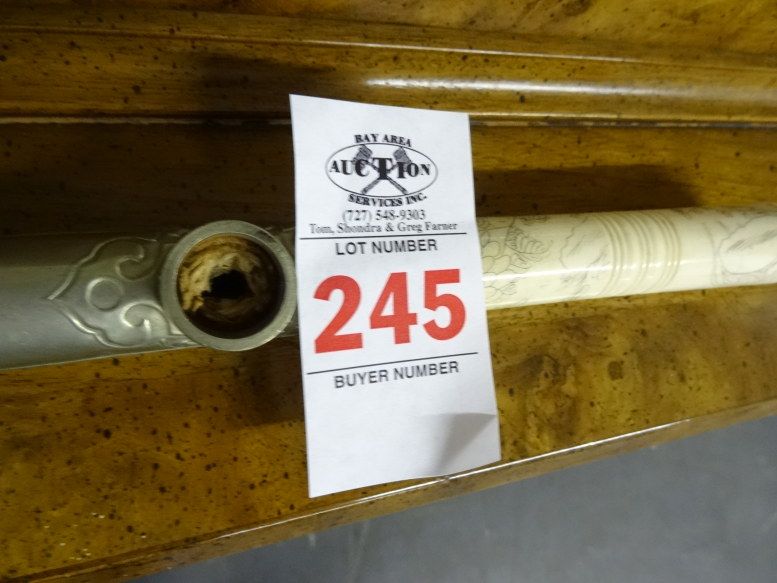 BAY AREA
AUCTION
SERVICES INC.
(727) 548-9303
Tom, Shondra & Greg Farner
LOT NUMBER
245
BUYER NUMBER